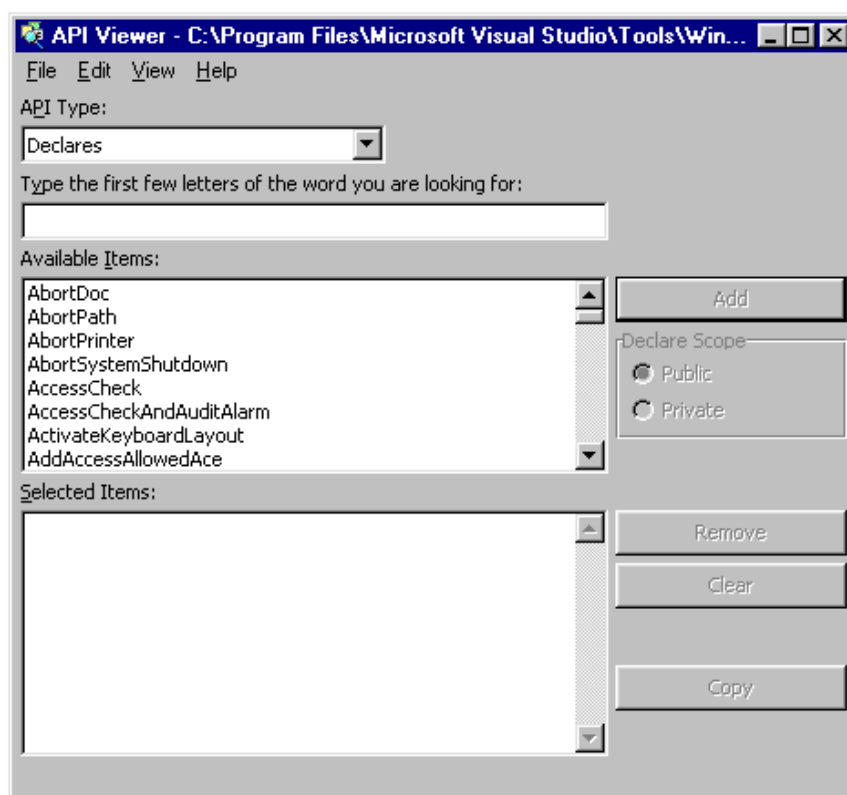 API Viewer - C:\Program Files\Microsoft Visual Studio\Tools\Win...
File Edit View Help
API Type:
Declares
Type the first few letters of the word you are looking for:
Available Items:
AbortDoc
AbortPath
AbortPrinter
AbortSystemShutdown
AccessCheck
AccessCheckAndAuditAlarm
ActivateKeyboardLayout
AddAccessAllowedAce
Add
Declare Scope
Public
Private
Selected Items:
Remove
Clear
Copy